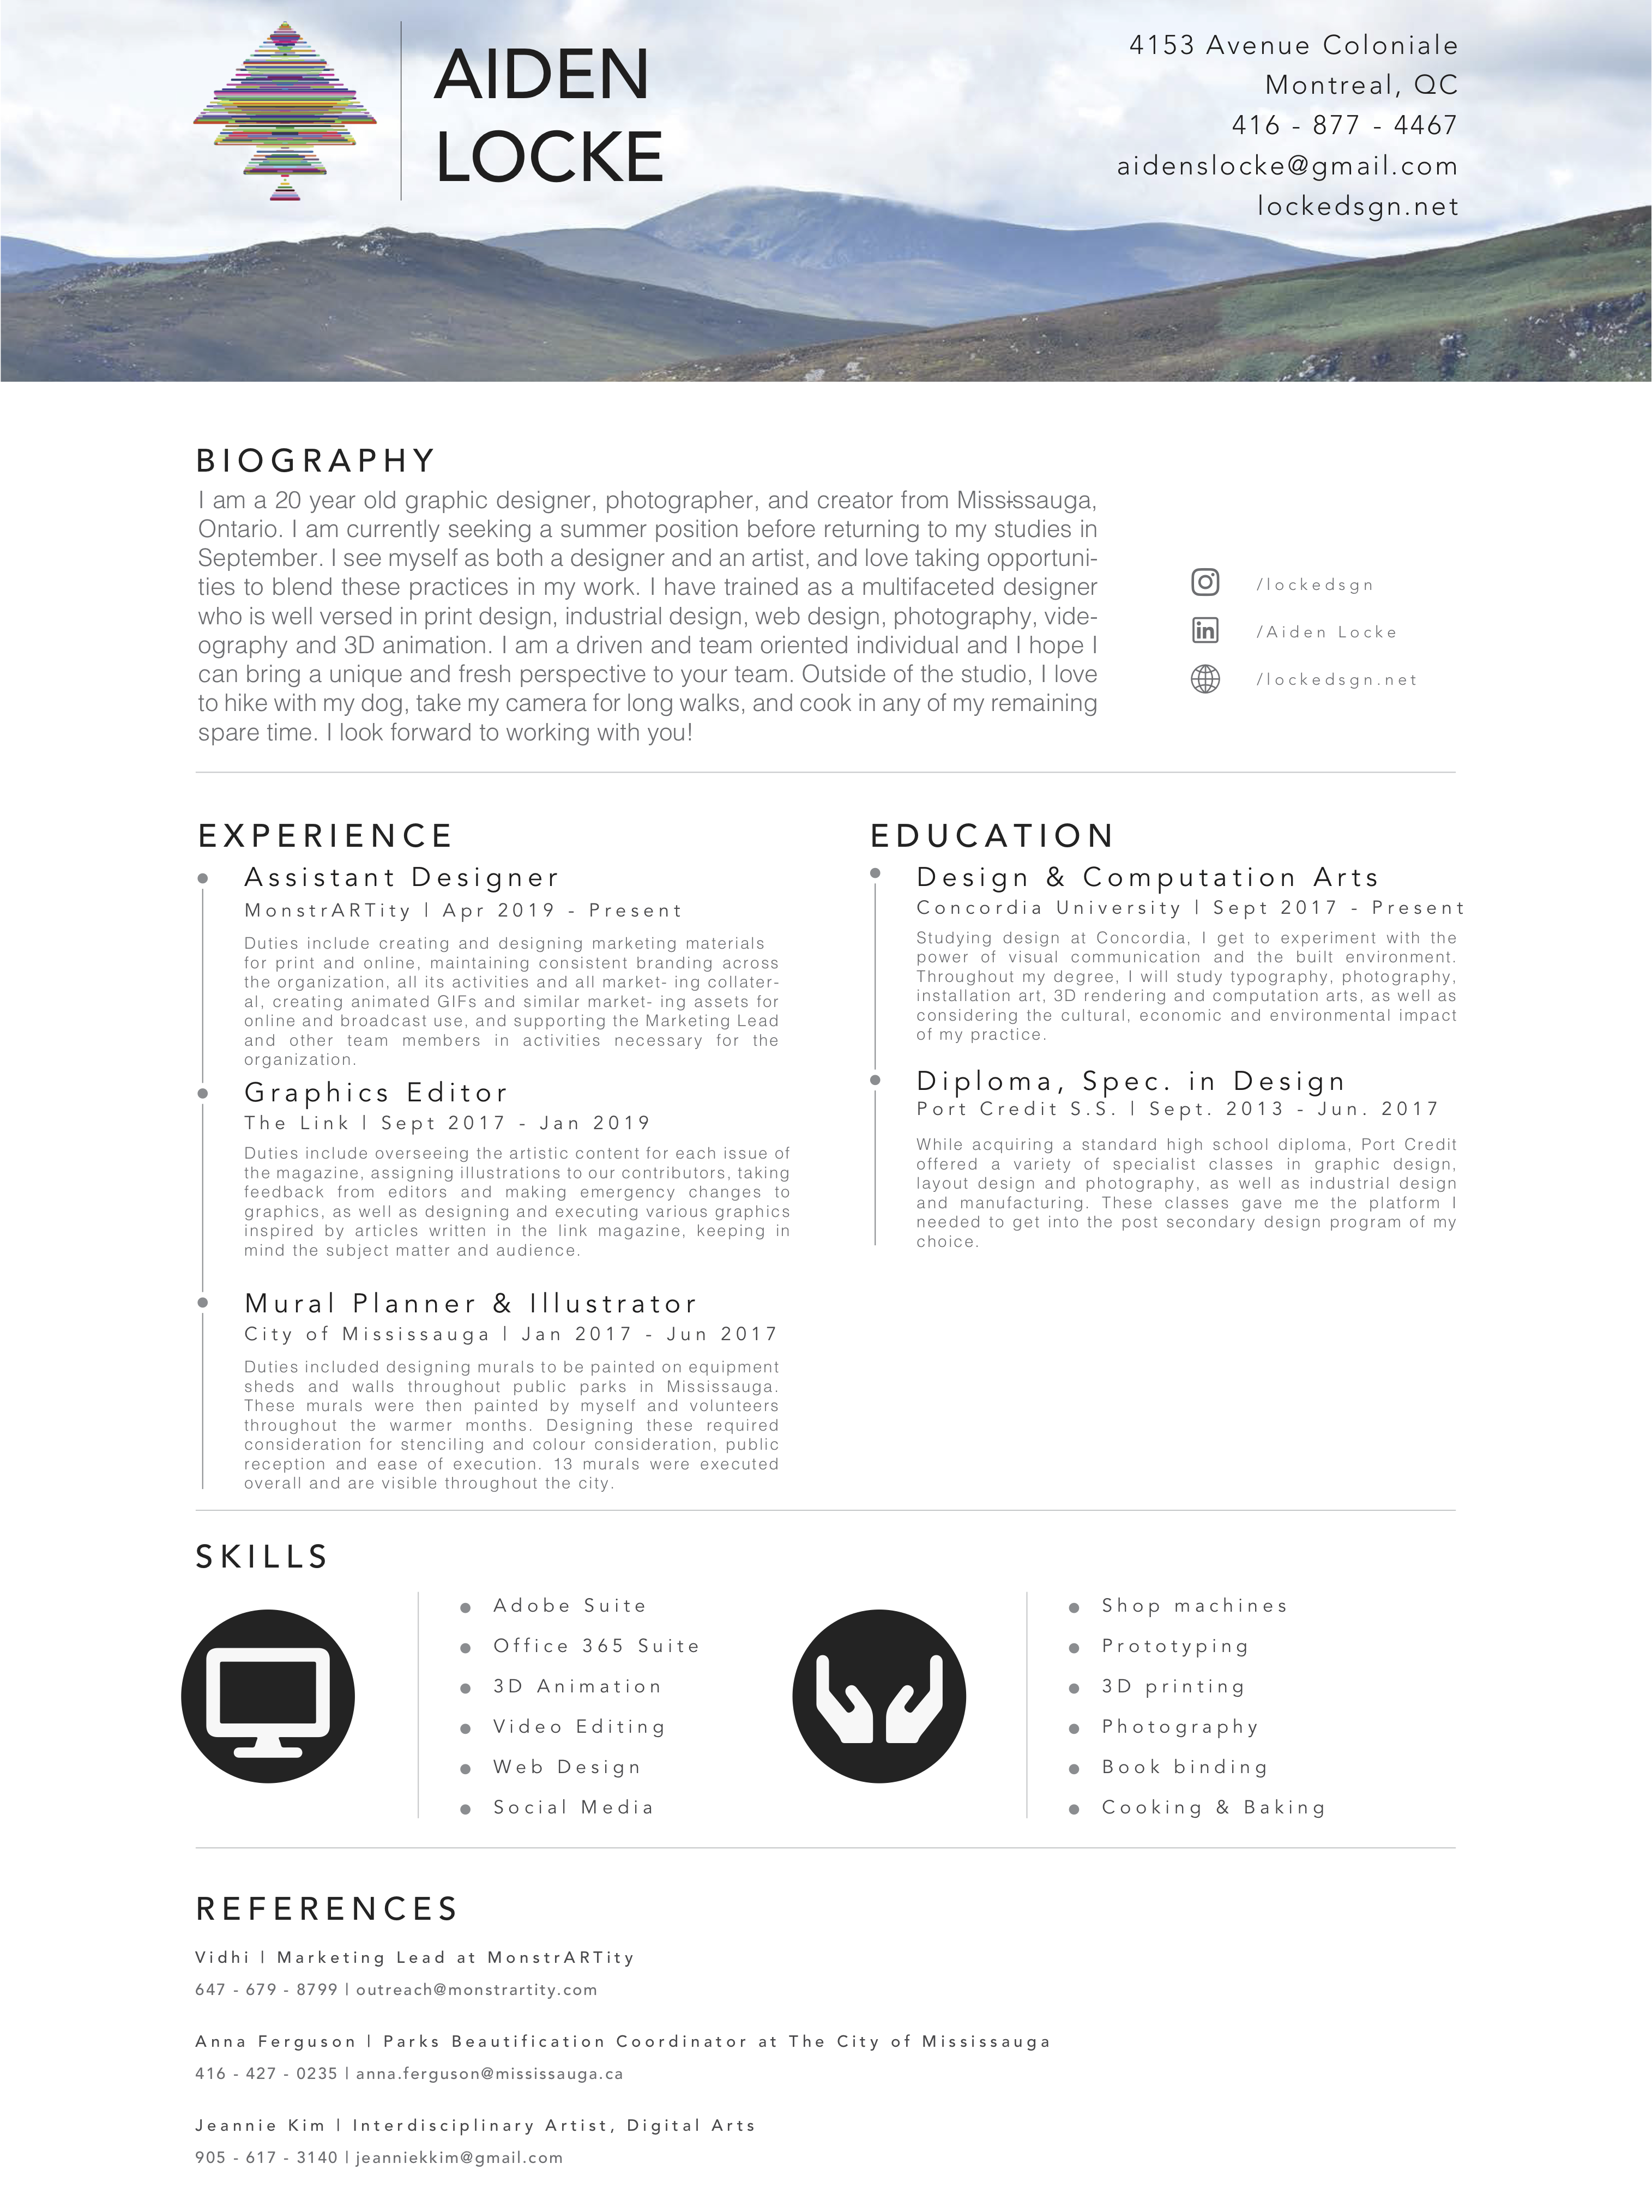 AIDEN
LOCKE
4153 Avenue Coloniale
Montreal, QC
416 - 877 - 4467
aidenslocke@gmail.com
lockedsgn.net
BIOGRAPHY
I am a 20 year old graphic designer, photographer, and creator from Mississauga,
Ontario. I am currently seeking a summer position before returning to my studies in
September. I see myself as both a designer and an artist, and love taking opportuni-
ties to blend these practices in my work. I have trained as a multifaceted designer
who is well versed in print design, industrial design, web design, photography, vide-
ography and 3D animation. I am a driven and team oriented individual and I hope I
can bring a unique and fresh perspective to your team. Outside of the studio, I love
to hike with my dog, take my camera for long walks, and cook in any of my remaining
spare time. I look forward to working with you!
/lockedsgn
in
/Aiden Locke
/lockedsgn.net
EXPERIENCE
Assistant Designer
MonstrARTity | Apr 2019 - Present
Duties include creating and designing marketing materials
for print and online, maintaining consistent branding across
the organization, all its activities and all market- ing collater-
al, creating animated GIFs and similar market- ing assets for
online and broadcast use, and supporting the Marketing Lead
and other team members in activities necessary for the
organization.
Graphics Editor
The Link | Sept 2017 - Jan 2019
Duties include overseeing the artistic content for each issue of
the magazine, assigning illustrations to our contributors, taking
feedback from editors and making emergency changes to
graphics, as well as designing and executing various graphics
inspired by articles written in the link magazine, keeping in
mind the subject matter and audience.
Mural Planner & Illustrator
City of Mississauga | Jan 2017 - Jun 2017
Duties included designing murals to be painted on equipment
sheds and walls throughout public parks in Mississauga.
These murals were then painted by myself and volunteers
throughout the warmer months. Designing these required
consideration for stenciling and colour consideration, public
reception and ease of execution. 13 murals were executed
overall and are visible throughout the city.
EDUCATION
Design & Computation Arts
Concordia University | Sept 2017 - Present
Studying design at Concordia, I get to experiment with the
power of visual communication and the built environment.
Throughout my degree, I will study typography, photography,
installation art, 3D rendering and computation arts, as well as
considering the cultural, economic and environmental impact
of my practice.
Diploma, Spec. in Design
Port Credit S.S. | Sept. 2013 - Jun. 2017
While acquiring a standard high school diploma, Port Credit
offered a variety of specialist classes in graphic design,
layout design and photography, as well as industrial design
and manufacturing. These classes gave me the platform I
needed to get into the post secondary design program of my
choice.
SKILLS
Adobe Suite
Office 365 Suite
3D Animation
Video Editing
Web Design
Social Media
Shop machines
Prototyping
3D printing
Photography
Book binding
Cooking & Baking
REFERENCES
Vidhi | Marketing Lead at MonstrARTity
647 - 679 - 8799 | outreach@monstrartity.com
Anna Ferguson | Parks Beautification Coordinator at The City of Mississauga
416 - 427 - 0235 | anna.ferguson@mississauga.ca
Jeannie Kim | Interdisciplinary Artist, Digital Arts
905 - 617 - 3140 | jeanniekkim@gmail.com